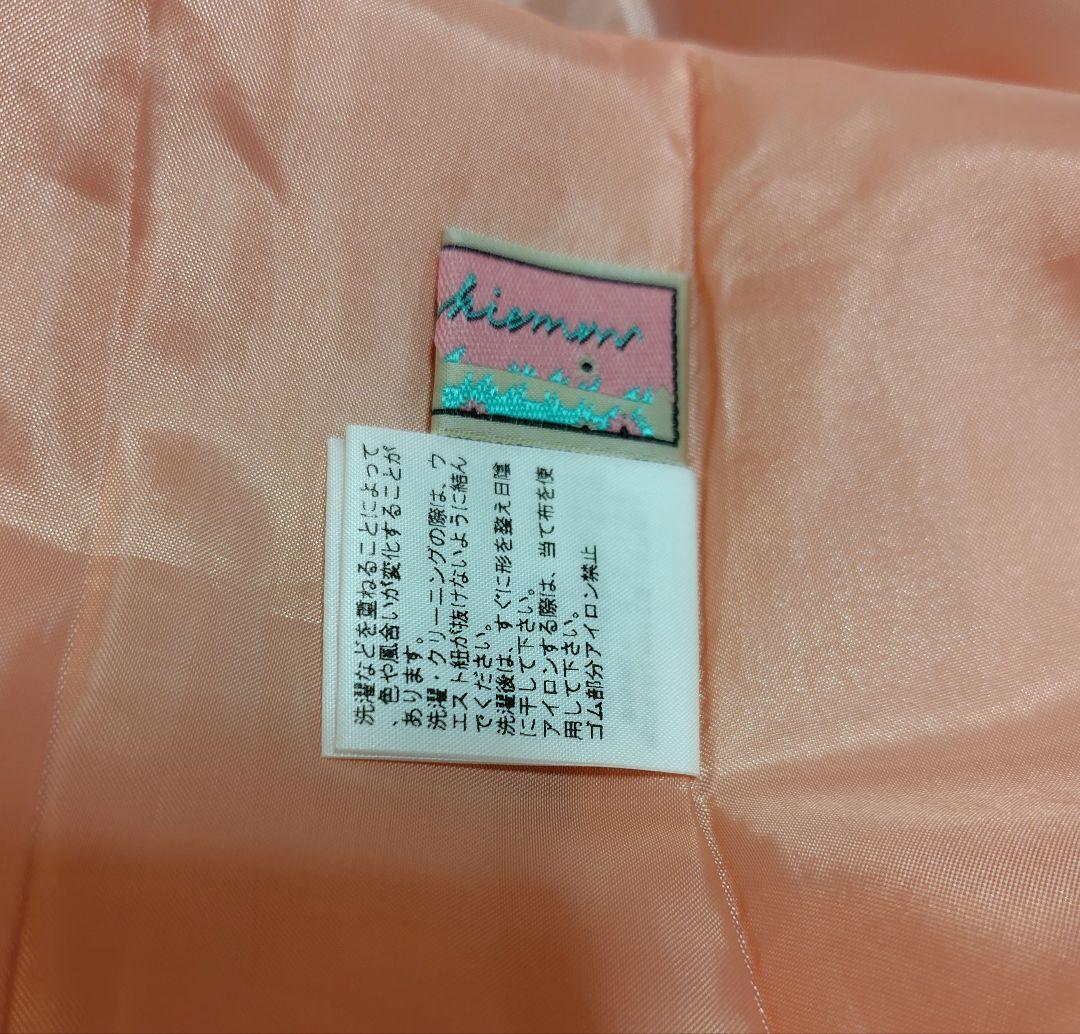 hiemon
洗濯などを重ねることによって
、色や風合いが変化することが
あります。
洗濯・クリーニングの際は、ウ
エスト紐が抜けないように結ん
でください。
洗濯後は、すぐに形を整え日陰
に干して下さい。
アイロンする際は、当て布を使
用して下さい。
ゴム部分アイロン禁止